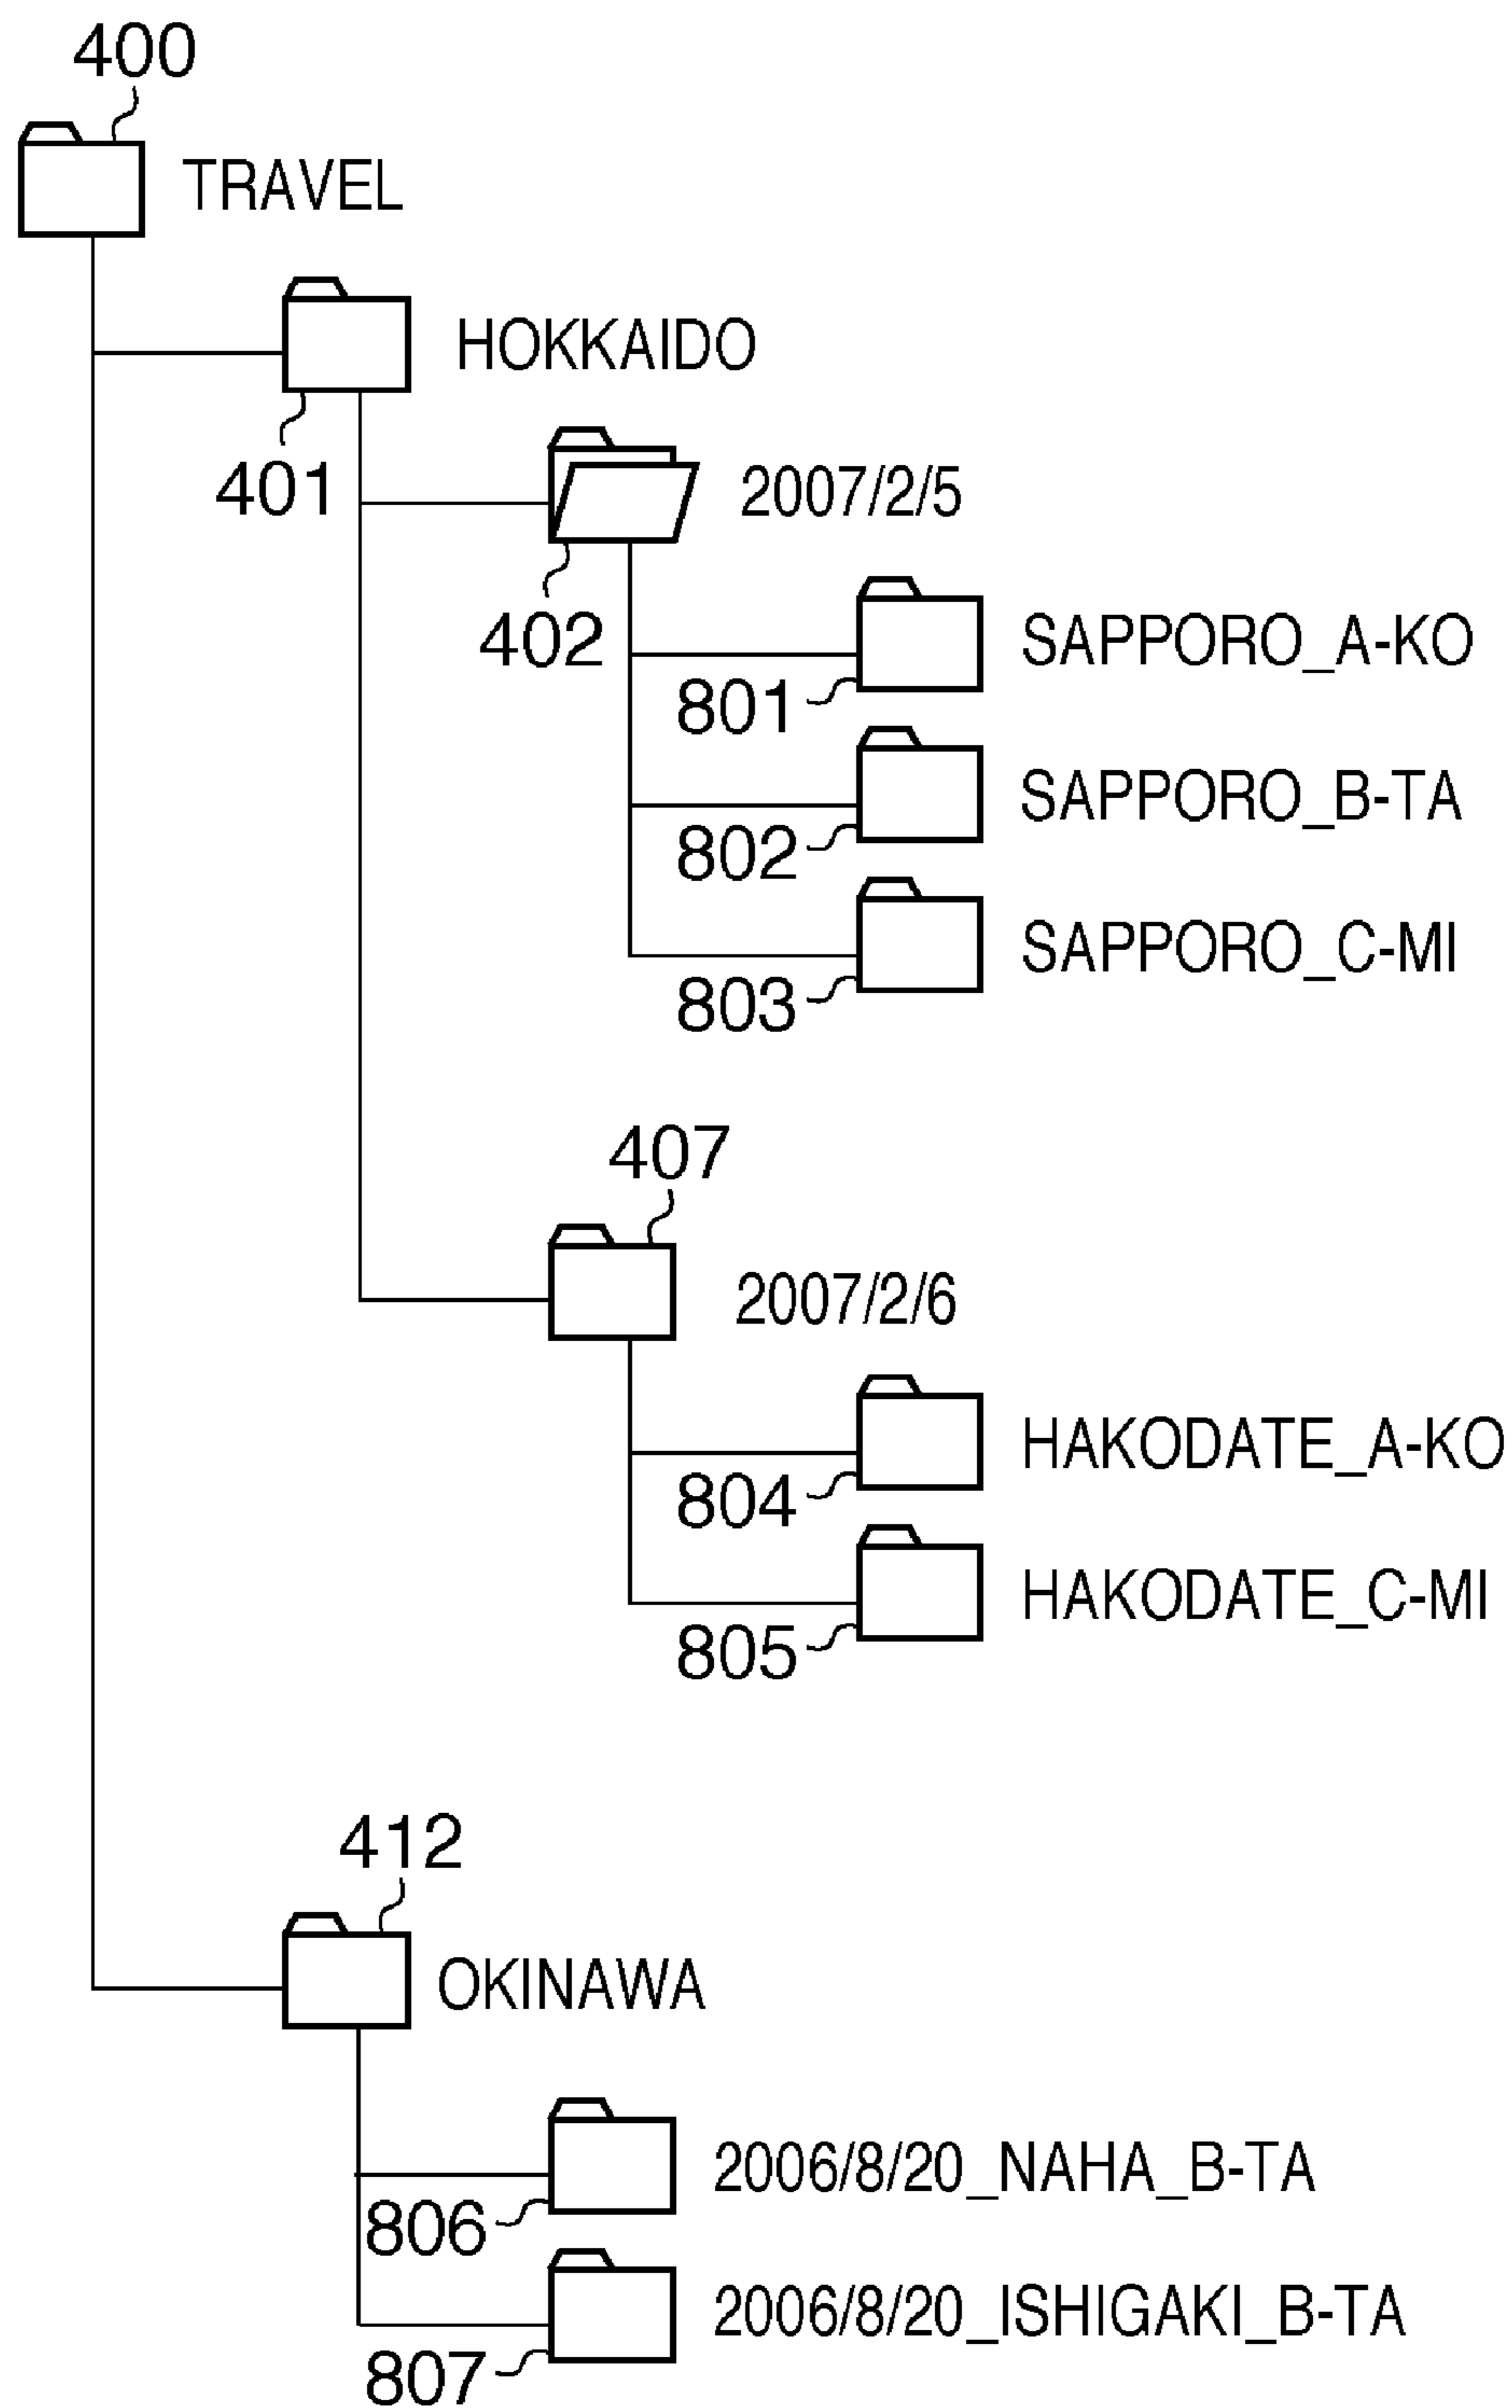 400
TRAVEL
HOKKAIDO
401
2007/2/5
402
SAPPORO_A-KO
801
SAPPORO_B-TA
802
SAPPORO_C-MI
803
407
2007/2/6
HAKODATE_A-KO
804
HAKODATE_C-MI
805
412
OKINAWA
2006/8/20_NAHA_B-TA
806
2006/8/20_ISHIGAKI_B-TA
807